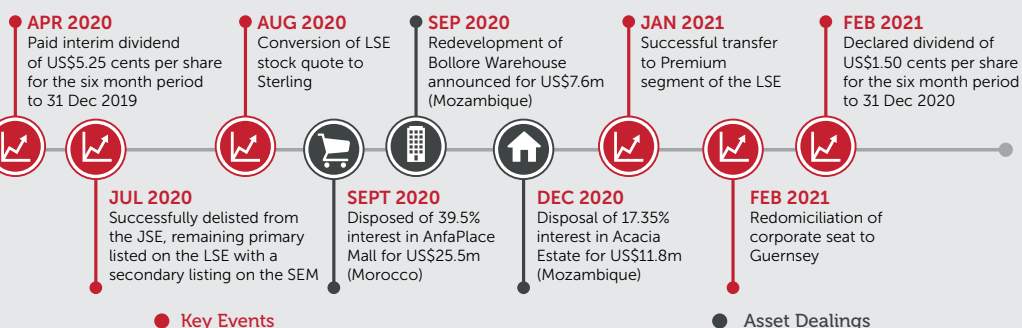 APR 2020
Paid interim dividend
of US$5.25 cents per share
for the six month period
to 31 Dec 2019
AUG 2020
Conversion of LSE
stock quote to
Sterling
SEP 2020
Redevelopment of
Bollore Warehouse
announced for US$7.6m
(Mozambique)
JAN 2021
Successful transfer
to Premium
segment of the LSE
FEB 2021
Declared dividend of
US$1.50 cents per share
for the six month period
to 31 Dec 2020
JUL 2020
Successfully delisted from
the JSE, remaining primary
listed on the LSE with a
secondary listing on the SEM
SEPT 2020
Disposed of 39.5%
interest in AnfaPlace
Mall for US$25.5m
(Morocco)
DEC 2020
Disposal of 17.35%
interest in Acacia
Estate for US$11.8m
(Mozambique)
FEB 2021
Redomiciliation of
corporate seat to
Guernsey
Key Events
Asset Dealings